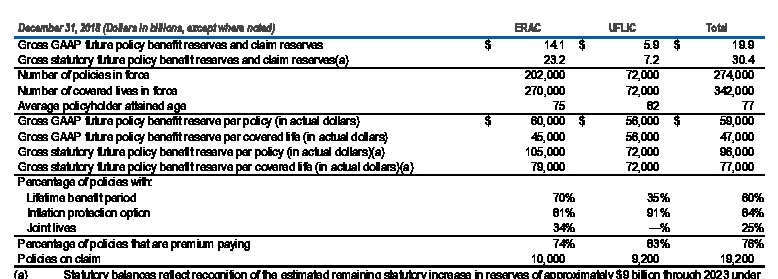 December 31, 2018 (Dollars in billions, except where noted) ERAC UFLIC Total
Gross GAAP future policy benefit reserves and claim reserves $ 14.1 $ 5.9 $ 19.9
Gross statutory future policy benefit reserves and claim reserves(a) 23.2 7.2 30.4
Number of policies in force 202,000 72,000 274,000
Number of covered lives in force 270,000 72,000 342,000
Average policyholder attained age 75 82 77
Gross GAAP future policy benefit reserve per policy (in actual dollars) $ 60,000 $ 56,000 $ 59,000
Gross GAAP future policy benefit reserve per covered life (in actual dollars) 45,000 56,000 47,000
Gross statutory future policy benefit reserve per policy (in actual dollars)(a) 105,000 72,000 96,000
Gross statutory future policy benefit reserve per covered life (in actual dollars)(a) 79,000 72,000 77,000
Percentage of policies with:
Lifetime benefit period 70% 35% 60%
Inflation protection option 81% 91% 84%
Joint lives 34% —% 25%
Percentage of policies that are premium paying 74% 83% 76%
Policies on claim 10,000 9,200 19,200
(a) Statutory balances reflect recognition of the estimated remaining statutory increase in reserves of approximately $9 billion through 2023 under